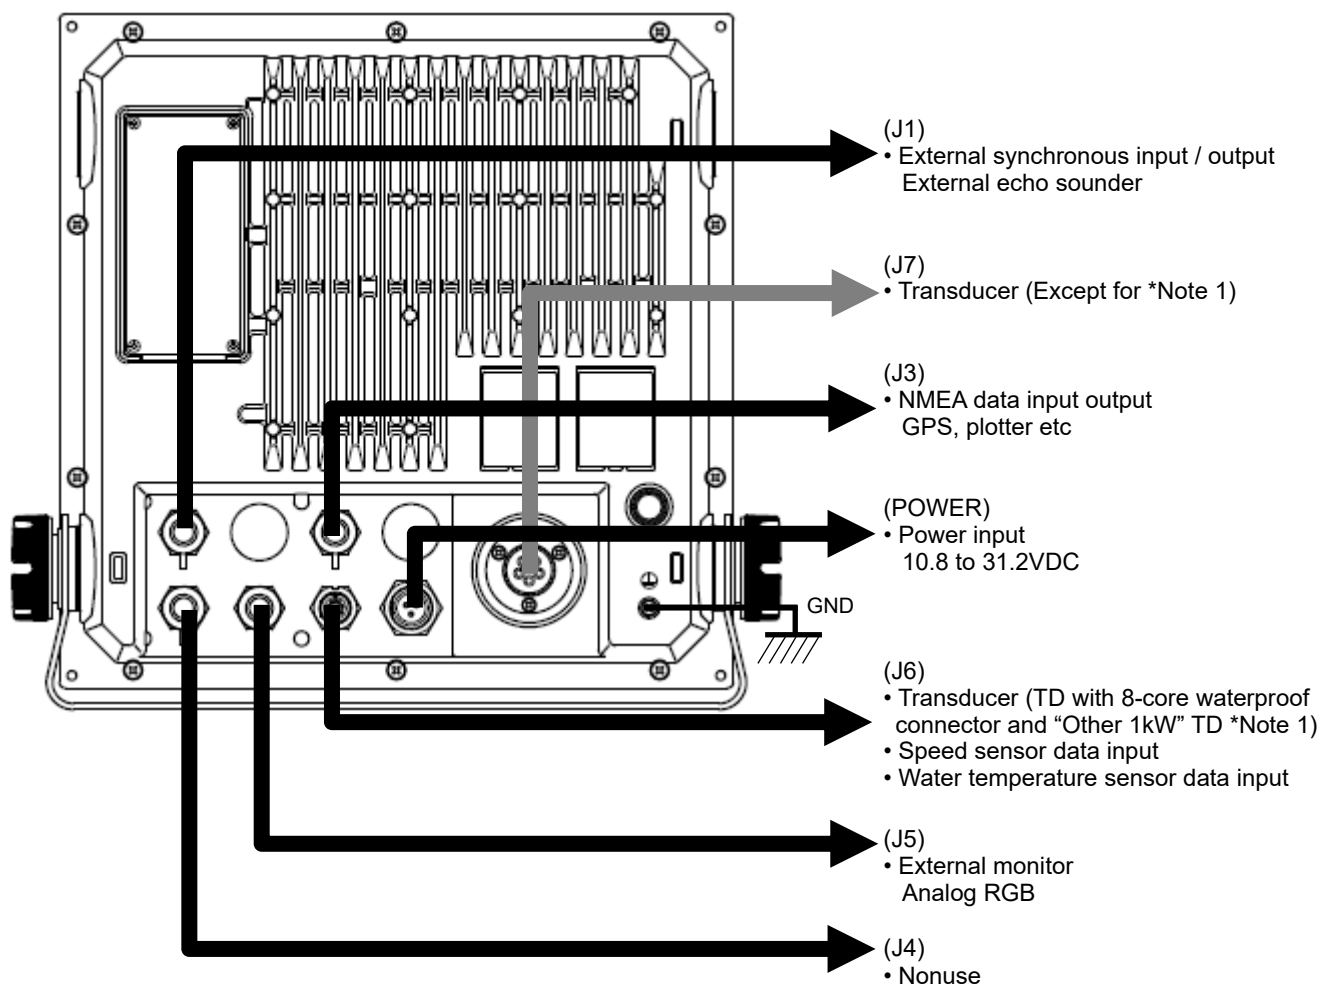 (J1)
• External synchronous input / output
External echo sounder
(J7)
• Transducer (Except for *Note 1)
(J3)
• NMEA data input output
GPS, plotter etc
(POWER)
• Power input
10.8 to 31.2VDC
GND
(J6)
• Transducer (TD with 8-core waterproof
connector and “Other 1kW” TD *Note 1)
• Speed sensor data input
• Water temperature sensor data input
(J5)
• External monitor
Analog RGB
(J4)
• Nonuse